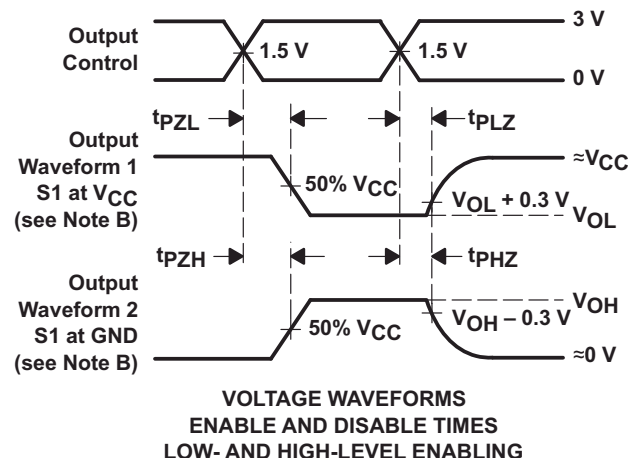 Output
Control
1.5 V
1.5 V
3 V
0 V
tPZL
tPLZ
Output
Waveform 1
S1 at VCC
(see Note B)
50% VCC
≈VCC
VOL + 0.3 V
VOL
tPZH
tPHZ
Output
Waveform 2
S1 at GND
(see Note B)
50% VCC
VOH
VOH – 0.3 V
≈0 V
VOLTAGE WAVEFORMS
ENABLE AND DISABLE TIMES
LOW- AND HIGH-LEVEL ENABLING